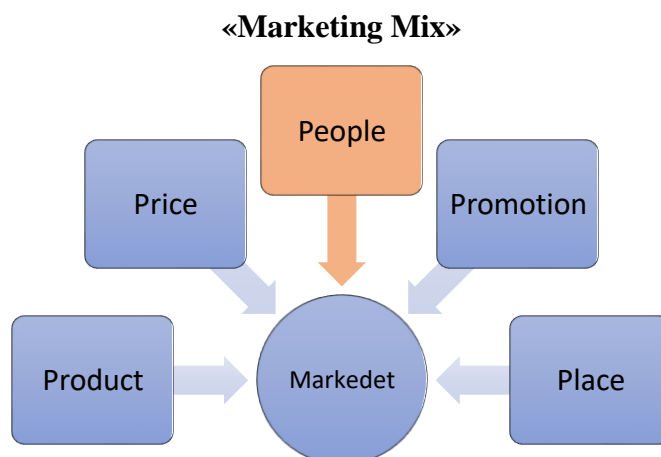 «Marketing Mix»
People
Price
Promotion
Product
Markedet
Place